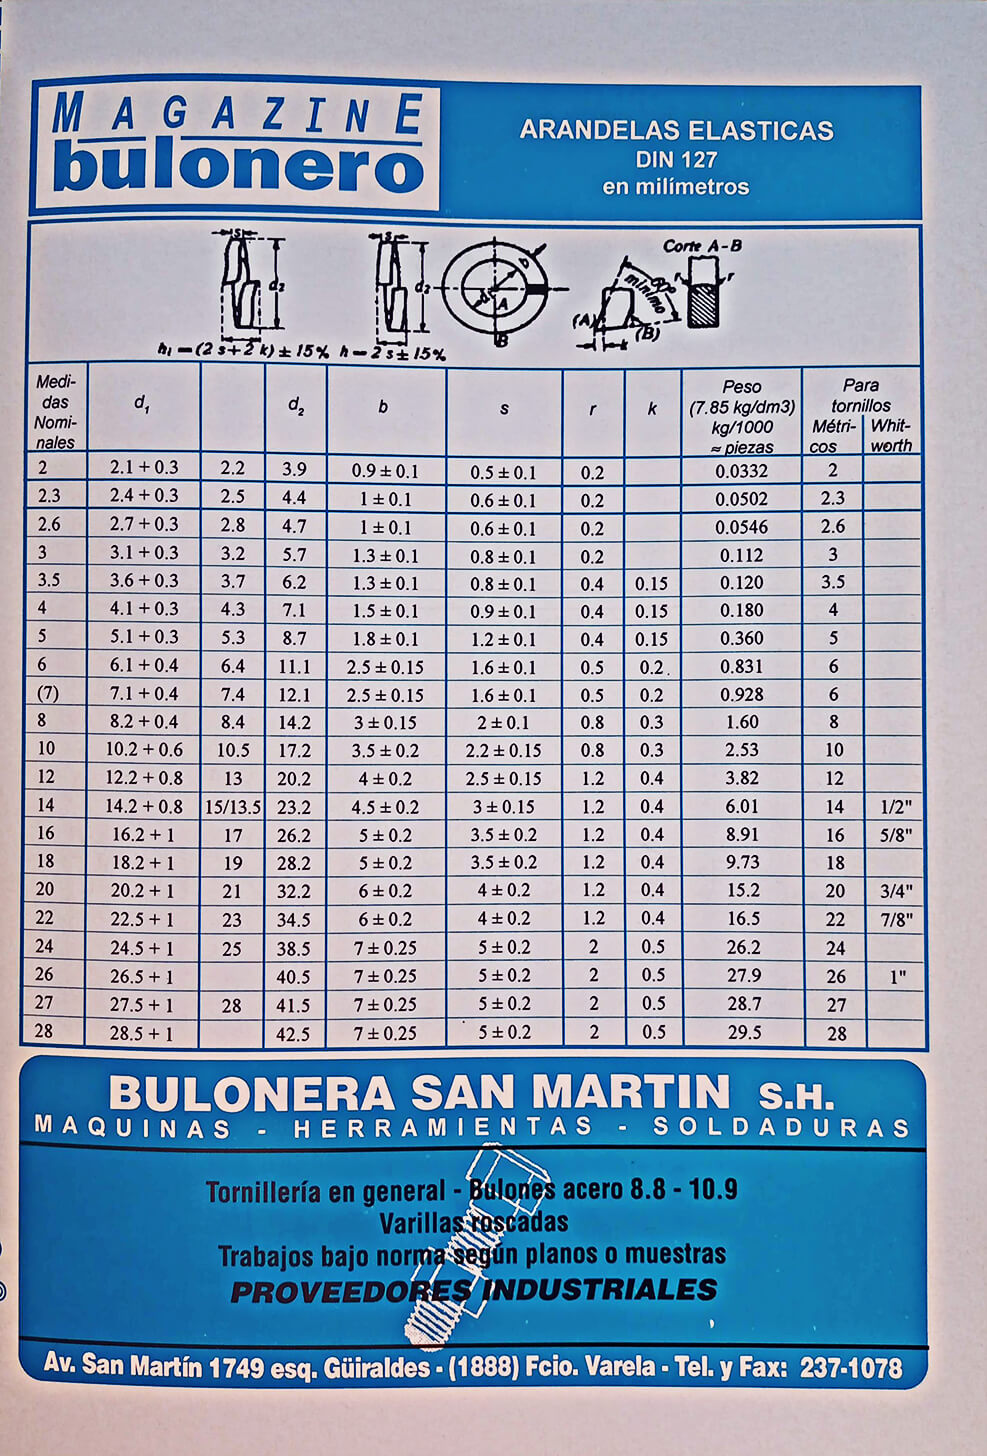 MAGAZINE
bulonero
ARANDELAS ELASTICAS
DIN 127
en milímetros
s s Corte A-B
d2 d2 D r r
60° mínimo
A (A) (B)
B k
h₁ = (2 s + 2 k) ± 15% h = 2 s ± 15%
Medidas Nominales d₁ d₂ b s r k Peso (7.85 kg/dm3) kg/1000 ≈ piezas Para tornillos Métricos Whitworth
2 2.1 + 0.3 2.2 3.9 0.9 ± 0.1 0.5 ± 0.1 0.2 0.0332 2
2.3 2.4 + 0.3 2.5 4.4 1 ± 0.1 0.6 ± 0.1 0.2 0.0502 2.3
2.6 2.7 + 0.3 2.8 4.7 1 ± 0.1 0.6 ± 0.1 0.2 0.0546 2.6
3 3.1 + 0.3 3.2 5.7 1.3 ± 0.1 0.8 ± 0.1 0.2 0.112 3
3.5 3.6 + 0.3 3.7 6.2 1.3 ± 0.1 0.8 ± 0.1 0.4 0.15 0.120 3.5
4 4.1 + 0.3 4.3 7.1 1.5 ± 0.1 0.9 ± 0.1 0.4 0.15 0.180 4
5 5.1 + 0.3 5.3 8.7 1.8 ± 0.1 1.2 ± 0.1 0.4 0.15 0.360 5
6 6.1 + 0.4 6.4 11.1 2.5 ± 0.15 1.6 ± 0.1 0.5 0.2 0.831 6
(7) 7.1 + 0.4 7.4 12.1 2.5 ± 0.15 1.6 ± 0.1 0.5 0.2 0.928 6
8 8.2 + 0.4 8.4 14.2 3 ± 0.15 2 ± 0.1 0.8 0.3 1.60 8
10 10.2 + 0.6 10.5 17.2 3.5 ± 0.2 2.2 ± 0.15 0.8 0.3 2.53 10
12 12.2 + 0.8 13 20.2 4 ± 0.2 2.5 ± 0.15 1.2 0.4 3.82 12
14 14.2 + 0.8 15/13.5 23.2 4.5 ± 0.2 3 ± 0.15 1.2 0.4 6.01 14 1/2"
16 16.2 + 1 17 26.2 5 ± 0.2 3.5 ± 0.2 1.2 0.4 8.91 16 5/8"
18 18.2 + 1 19 28.2 5 ± 0.2 3.5 ± 0.2 1.2 0.4 9.73 18
20 20.2 + 1 21 32.2 6 ± 0.2 4 ± 0.2 1.2 0.4 15.2 20 3/4"
22 22.5 + 1 23 34.5 6 ± 0.2 4 ± 0.2 1.2 0.4 16.5 22 7/8"
24 24.5 + 1 25 38.5 7 ± 0.25 5 ± 0.2 2 0.5 26.2 24
26 26.5 + 1 40.5 7 ± 0.25 5 ± 0.2 2 0.5 27.9 26 1"
27 27.5 + 1 28 41.5 7 ± 0.25 5 ± 0.2 2 0.5 28.7 27
28 28.5 + 1 42.5 7 ± 0.25 5 ± 0.2 2 0.5 29.5 28
BULONERA SAN MARTIN S.H.
MAQUINAS - HERRAMIENTAS - SOLDADURAS
Tornillería en general - Bulones acero 8.8 - 10.9
Varillas roscadas
Trabajos bajo norma según planos o muestras
PROVEEDORES INDUSTRIALES
Av. San Martín 1749 esq. Güiraldes - (1888) Fcio. Varela - Tel. y Fax: 237-1078